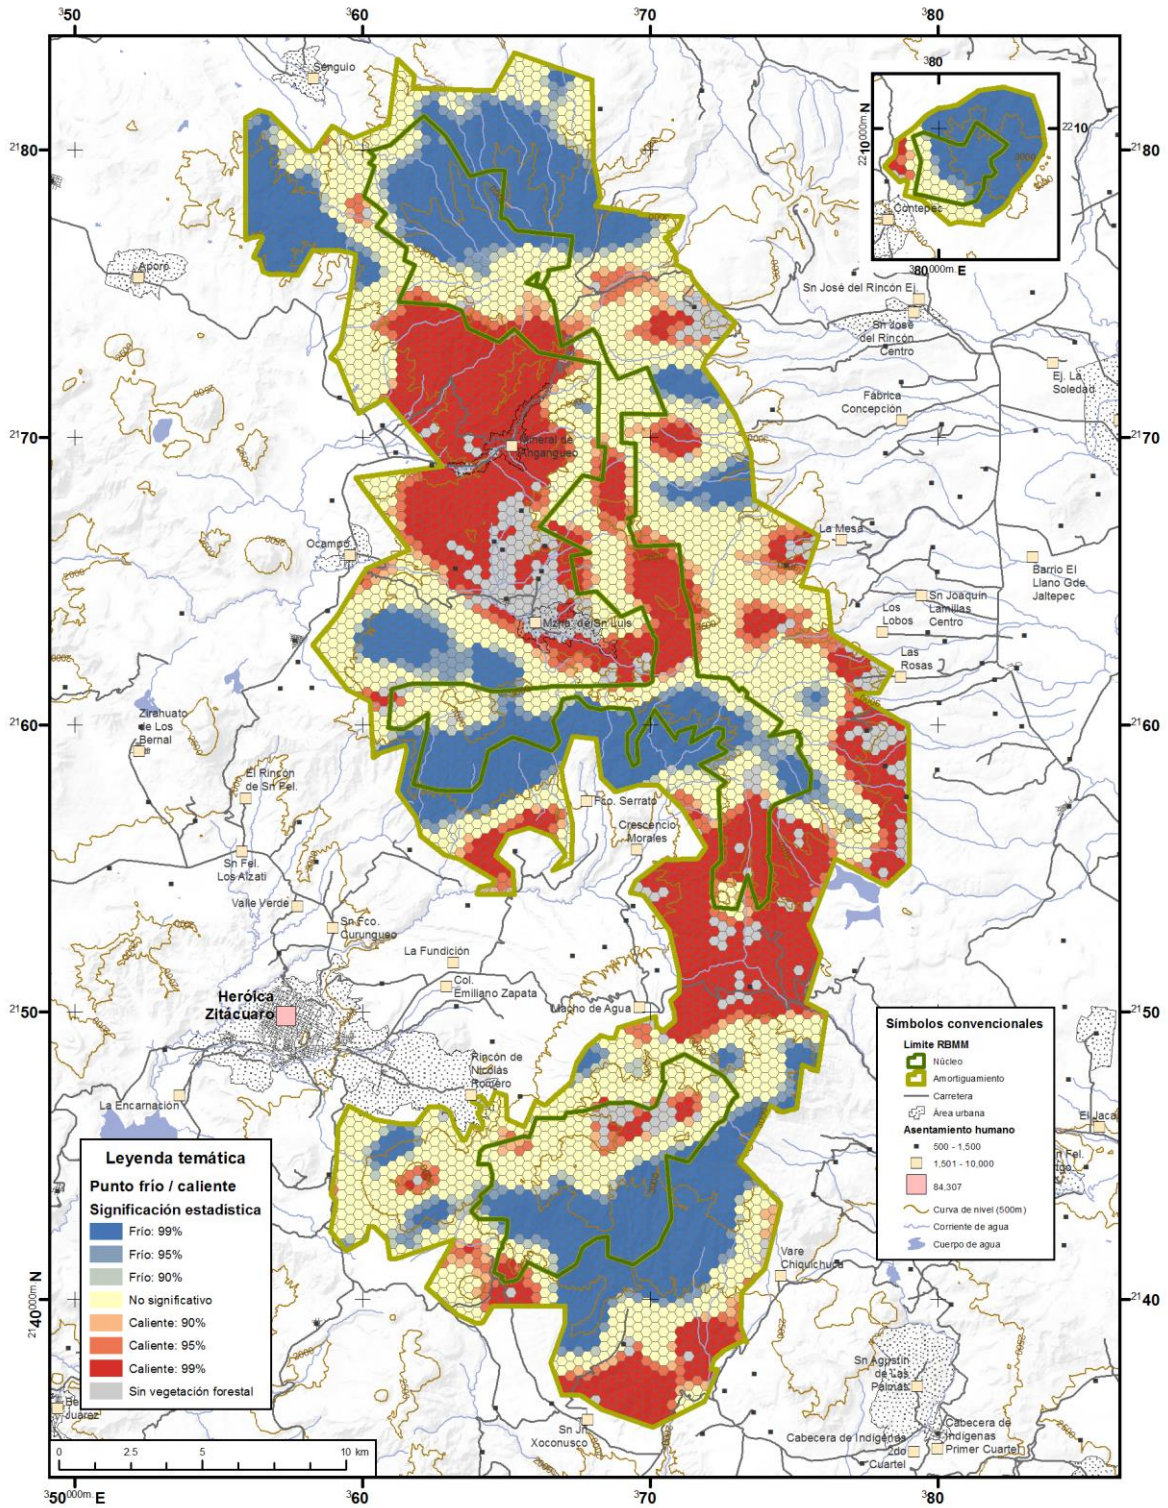 350
360
370
380
380
2210000m. N
2210
3000
Contepec
380000m. E
Senguio
2180
2180
Aporo
Sn José del Rincón Ej.
Sn José
del Rincón
Centro
Ej. La
Soledad
Fábrica
Concepción
2170
2170
Mineral de
Angangueo
La Mesa
Ocampo
Barrio El
Llano Gde.
Jaltepec
Sn Joaquín
Lamillas
Centro
Los
Lobos
Mzna. de Sn Luis
Las
Rosas
2160
2160
Zirahuato
de Los
Bernal
El Rincón
de Sn Fel.
Fco. Serrato
Crescencio
Morales
Sn Fel.
Los Alzati
Valle Verde
Sn Fco.
Curungueo
La Fundición
Col.
Emiliano Zapata
Macho de Agua
Heróica
Zitácuaro
2150
2150
Rincón de
Nicolás
Romero
La Encarnación
Símbolos convencionales
Límite RBMM
Núcleo
Amortiguamiento
Carretera
Área urbana
Asentamiento humano
500 - 1,500
1,501 - 10,000
84,307
Curva de nivel (500m)
Corriente de agua
Cuerpo de agua
Leyenda temática
Punto frío / caliente
Significación estadística
Frío: 99%
Frío: 95%
Frío: 90%
No significativo
Caliente: 90%
Caliente: 95%
Caliente: 99%
Sin vegetación forestal
Vare
Chiquichuca
2140000m. N
2140
Sn Agustín
de Las
Palmas
Sn Jn
Xoconusco
Cabecera de Indígenas
2do
Cuartel
Cabecera de
Indígenas
Primer Cuartel
Juárez
0 2.5 5 10 km
350000m. E
360
370
380